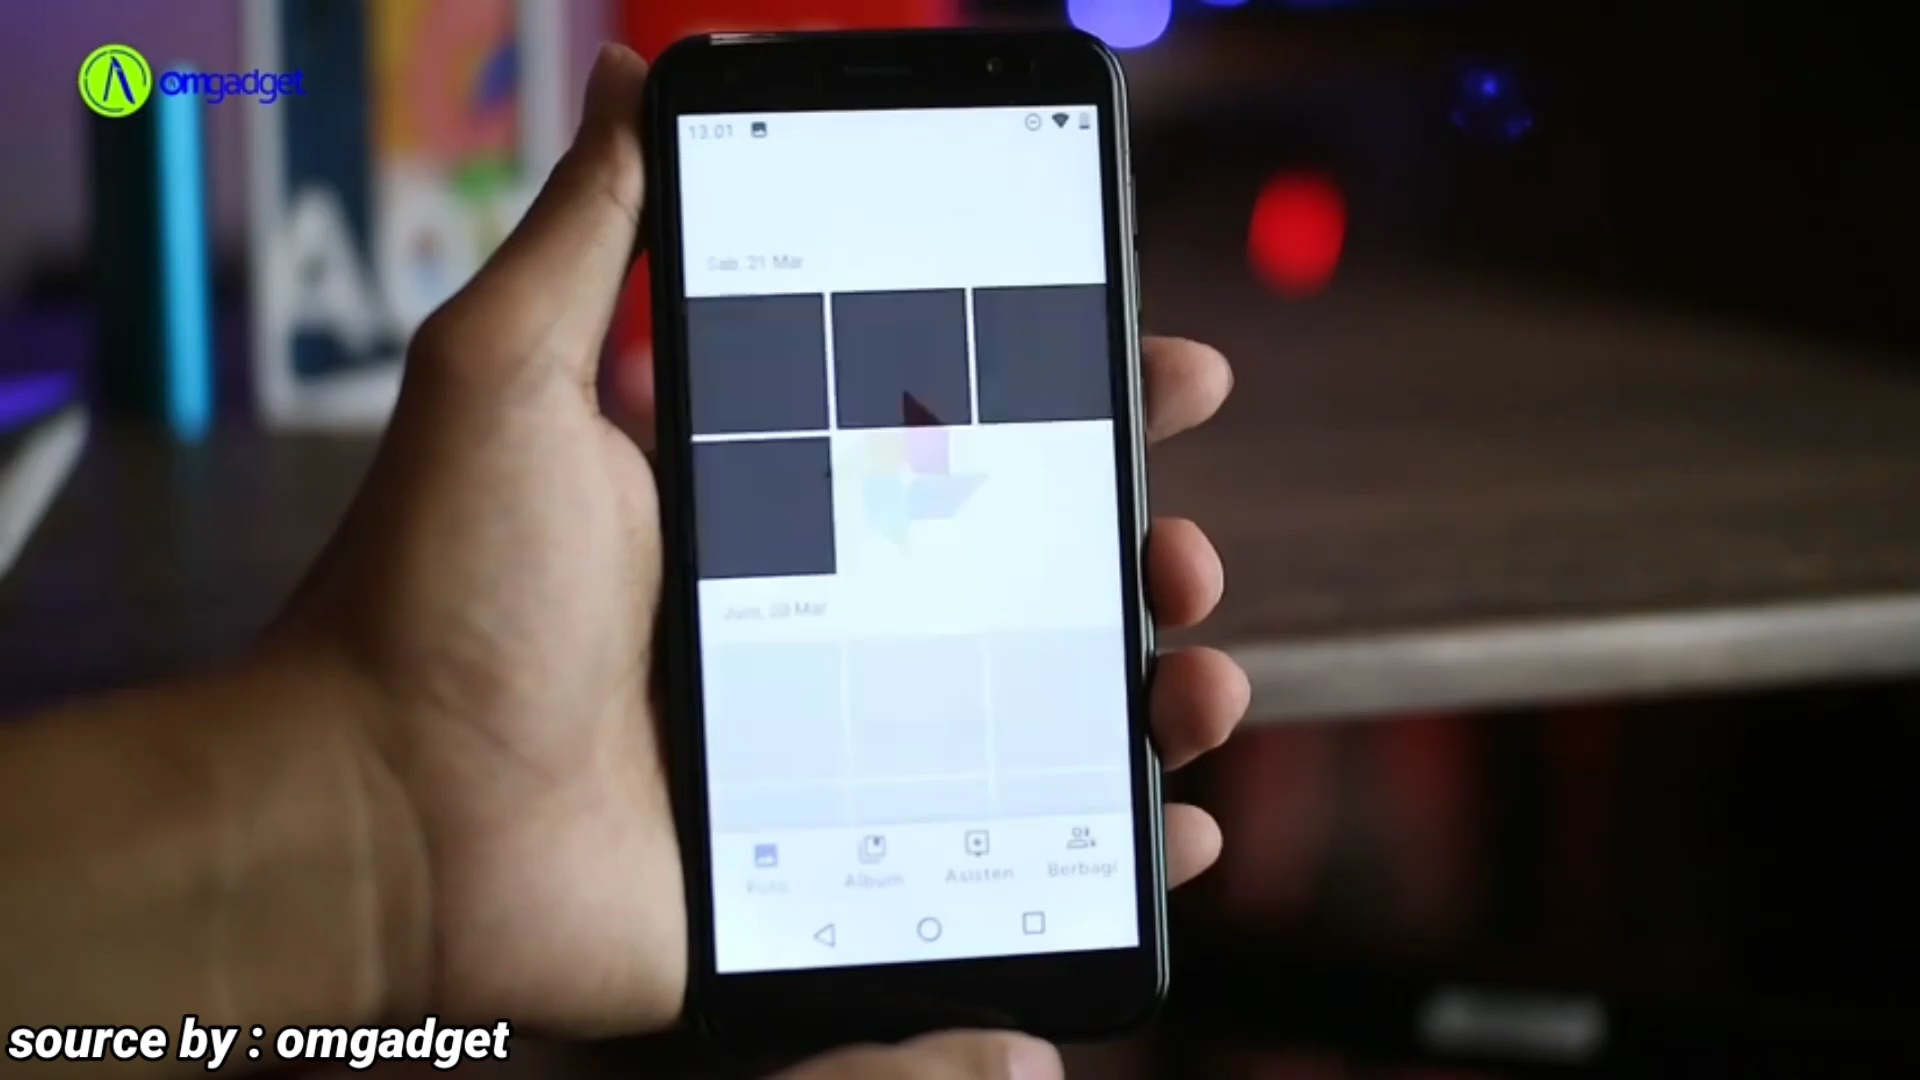 omgadget
13.01
Sab, 21 Mar
Jum, 20 Mar
Foto
Album
Asisten
Berbagi
source by : omgadget